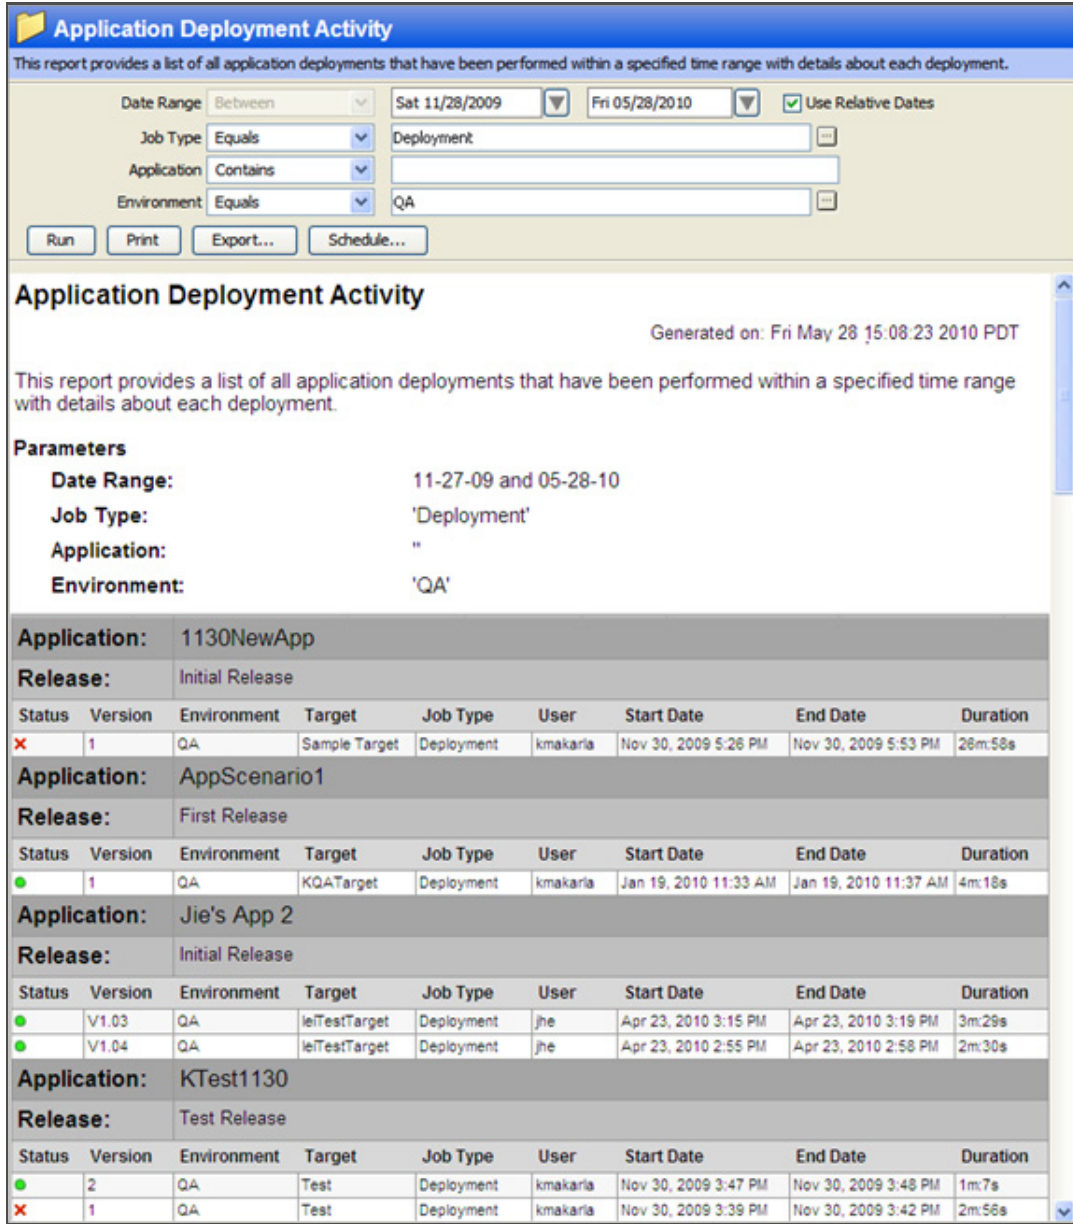 Application Deployment Activity
This report provides a list of all application deployments that have been performed within a specified time range with details about each deployment.
Date Range Between Sat 11/28/2009 Fri 05/28/2010 Use Relative Dates
Job Type Equals Deployment ...
Application Contains
Environment Equals QA ...
Run Print Export... Schedule...
Application Deployment Activity
Generated on: Fri May 28 15:08:23 2010 PDT
This report provides a list of all application deployments that have been performed within a specified time range
with details about each deployment.
Parameters
Date Range: 11-27-09 and 05-28-10
Job Type: 'Deployment'
Application: ''
Environment: 'QA'
Application: 1130NewApp
Release: Initial Release
Status Version Environment Target Job Type User Start Date End Date Duration
1 QA Sample Target Deployment kmakarla Nov 30, 2009 5:26 PM Nov 30, 2009 5:53 PM 26m:58s
Application: AppScenario1
Release: First Release
Status Version Environment Target Job Type User Start Date End Date Duration
1 QA KQATarget Deployment kmakarla Jan 19, 2010 11:33 AM Jan 19, 2010 11:37 AM 4m:18s
Application: Jie's App 2
Release: Initial Release
Status Version Environment Target Job Type User Start Date End Date Duration
V1.03 QA leiTestTarget Deployment jhe Apr 23, 2010 3:15 PM Apr 23, 2010 3:19 PM 3m:29s
V1.04 QA leiTestTarget Deployment jhe Apr 23, 2010 2:55 PM Apr 23, 2010 2:58 PM 2m:30s
Application: KTest1130
Release: Test Release
Status Version Environment Target Job Type User Start Date End Date Duration
2 QA Test Deployment kmakarla Nov 30, 2009 3:47 PM Nov 30, 2009 3:48 PM 1m:7s
1 QA Test Deployment kmakarla Nov 30, 2009 3:39 PM Nov 30, 2009 3:42 PM 2m:56s